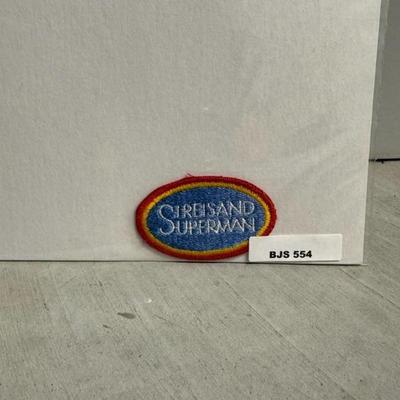 STREISAND
SUPERMAN
BJS 554